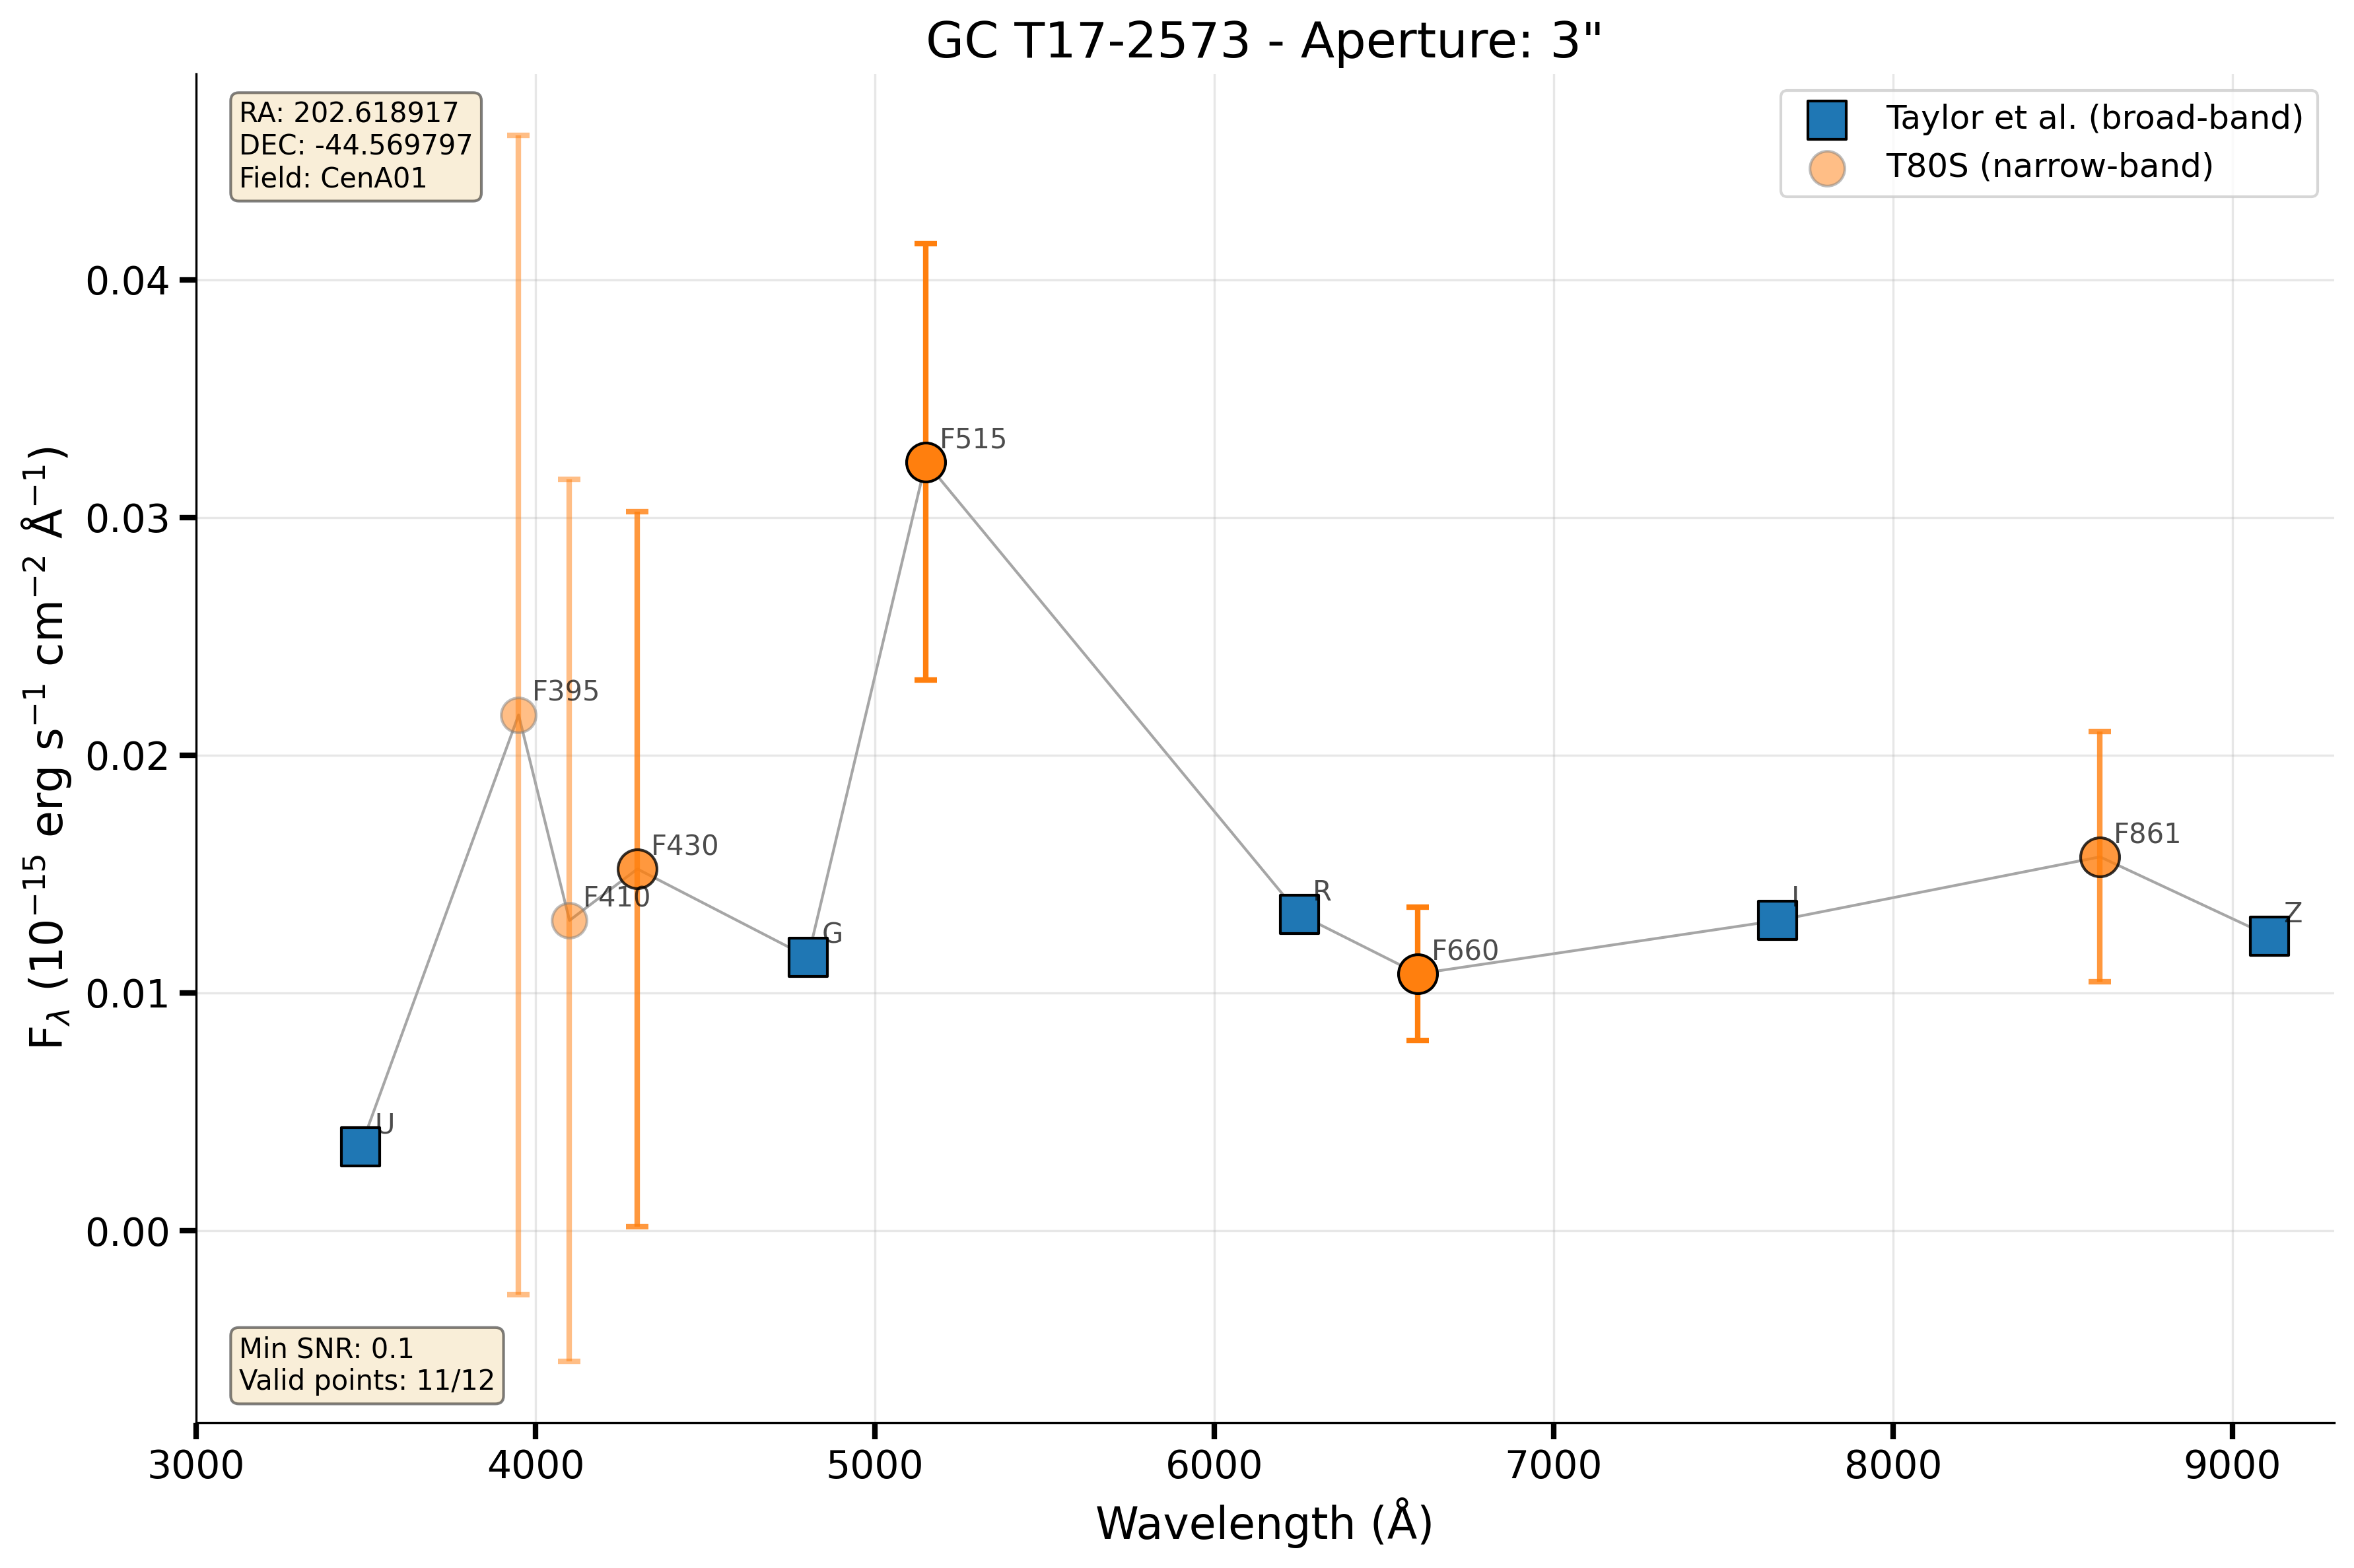 GC T17-2573 - Aperture: 3"
RA: 202.618917
DEC: -44.569797
Field: CenA01
Taylor et al. (broad-band)
T80S (narrow-band)
0.04
0.03
0.02
0.01
0.00
F_λ (10⁻¹⁵ erg s⁻¹ cm⁻² Å⁻¹)
F515
F395
F430
F410
F861
R
I
Z
G
F660
U
Min SNR: 0.1
Valid points: 11/12
3000 4000 5000 6000 7000 8000 9000
Wavelength (Å)